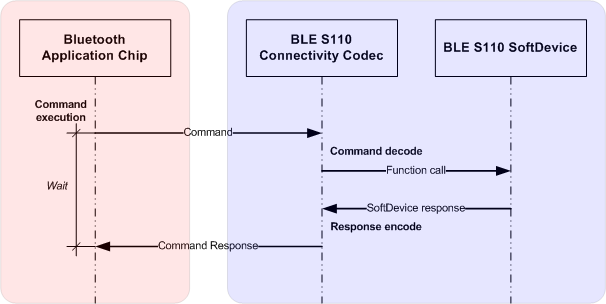 Bluetooth
Application Chip
BLE S110
Connectivity Codec
BLE S110 SoftDevice
Command
execution
Command
Command decode
Function call
Wait
SoftDevice response
Response encode
Command Response